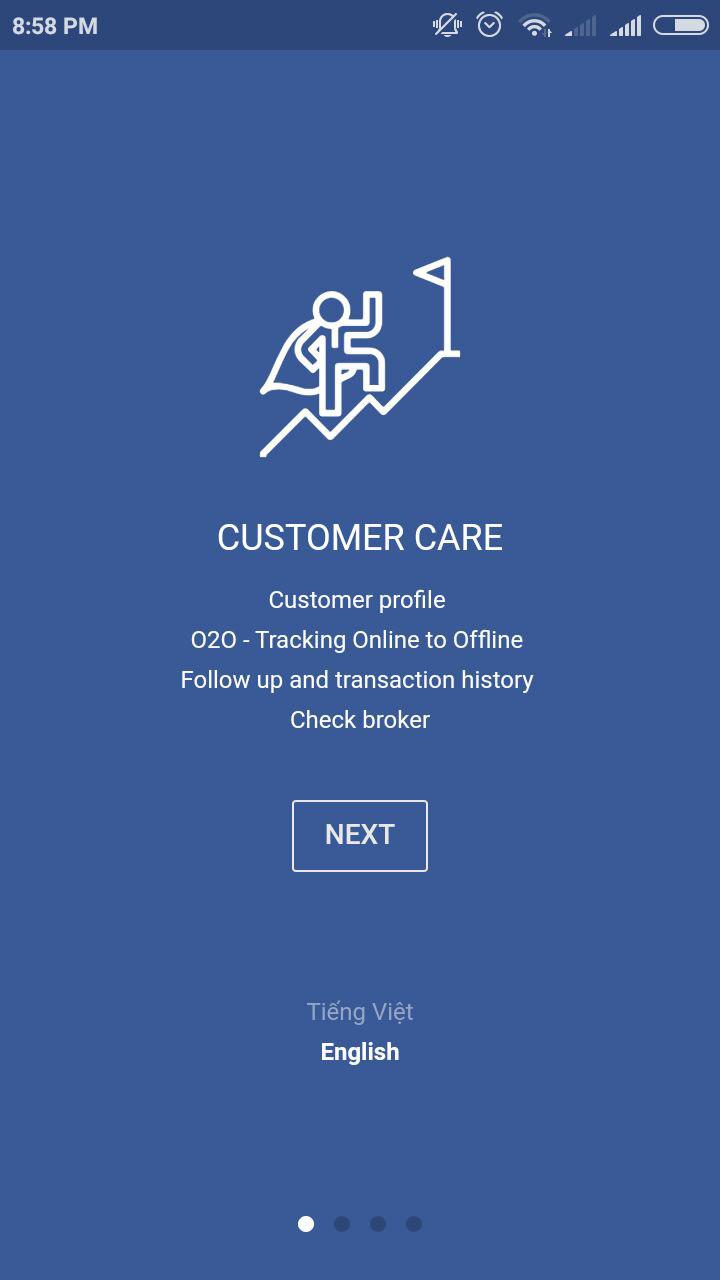 8:58 PM
CUSTOMER CARE
Customer profile
O2O - Tracking Online to Offline
Follow up and transaction history
Check broker
NEXT
Tiếng Việt
English